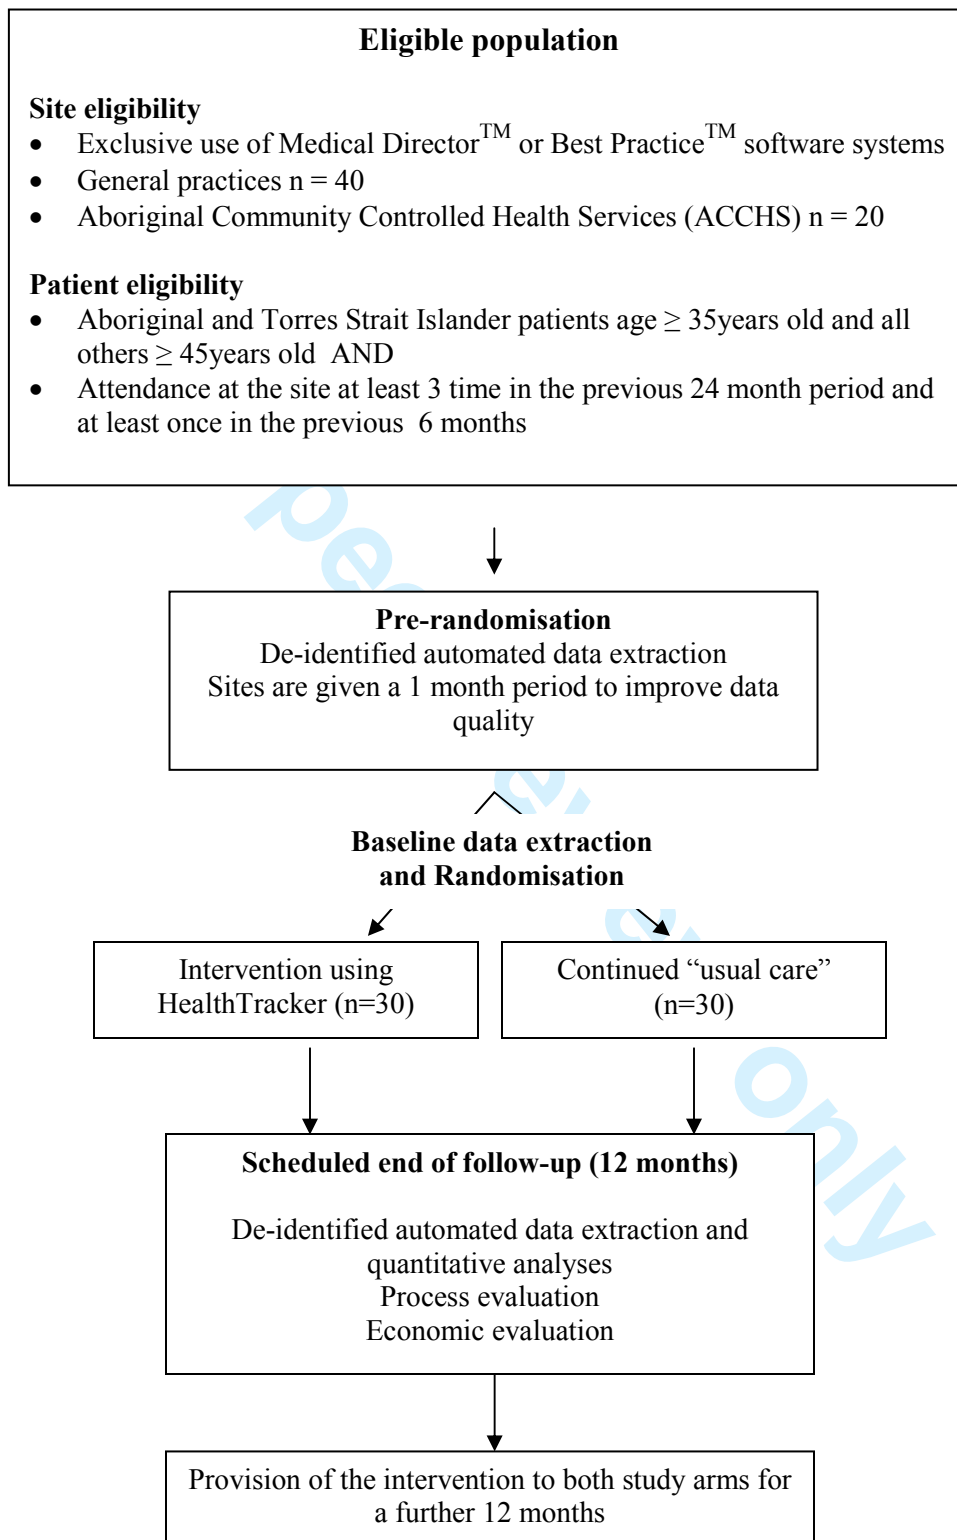 Eligible population
Site eligibility
• Exclusive use of Medical Director™ or Best Practice™ software systems
• General practices n = 40
• Aboriginal Community Controlled Health Services (ACCHS) n = 20
Patient eligibility
• Aboriginal and Torres Strait Islander patients age ≥ 35years old and all
others ≥ 45years old  AND
• Attendance at the site at least 3 time in the previous 24 month period and
at least once in the previous  6 months
Pre-randomisation
De-identified automated data extraction
Sites are given a 1 month period to improve data
quality
Baseline data extraction
and Randomisation
Intervention using
HealthTracker (n=30)
Continued “usual care”
(n=30)
Scheduled end of follow-up (12 months)
De-identified automated data extraction and
quantitative analyses
Process evaluation
Economic evaluation
Provision of the intervention to both study arms for
a further 12 months
only